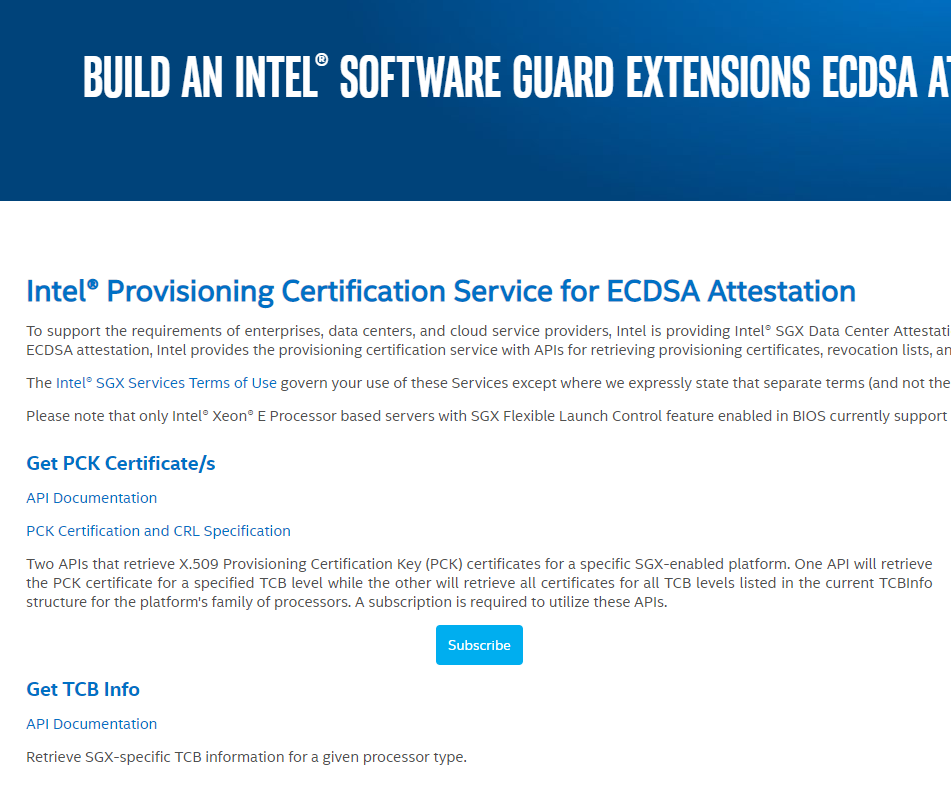 BUILD AN INTEL® SOFTWARE GUARD EXTENSIONS ECDSA
Intel® Provisioning Certification Service for ECDSA Attestation
To support the requirements of enterprises, data centers, and cloud service providers, Intel is providing Intel® SGX Data Center
ECDSA attestation, Intel provides the provisioning certification service with APIs for retrieving provisioning certificates, revocation lists,
The Intel® SGX Services Terms of Use govern your use of these Services except where we expressly state that separate terms (and not the
Please note that only Intel® Xeon® E Processor based servers with SGX Flexible Launch Control feature enabled in BIOS currently support
Get PCK Certificate/s
API Documentation
PCK Certification and CRL Specification
Two APIs that retrieve X.509 Provisioning Certification Key (PCK) certificates for a specific SGX-enabled platform. One API will retrieve
the PCK certificate for a specified TCB level while the other will retrieve all certificates for all TCB levels listed in the current TCBInfo
structure for the platform's family of processors. A subscription is required to utilize these APIs.
Subscribe
Get TCB Info
API Documentation
Retrieve SGX-specific TCB information for a given processor type.